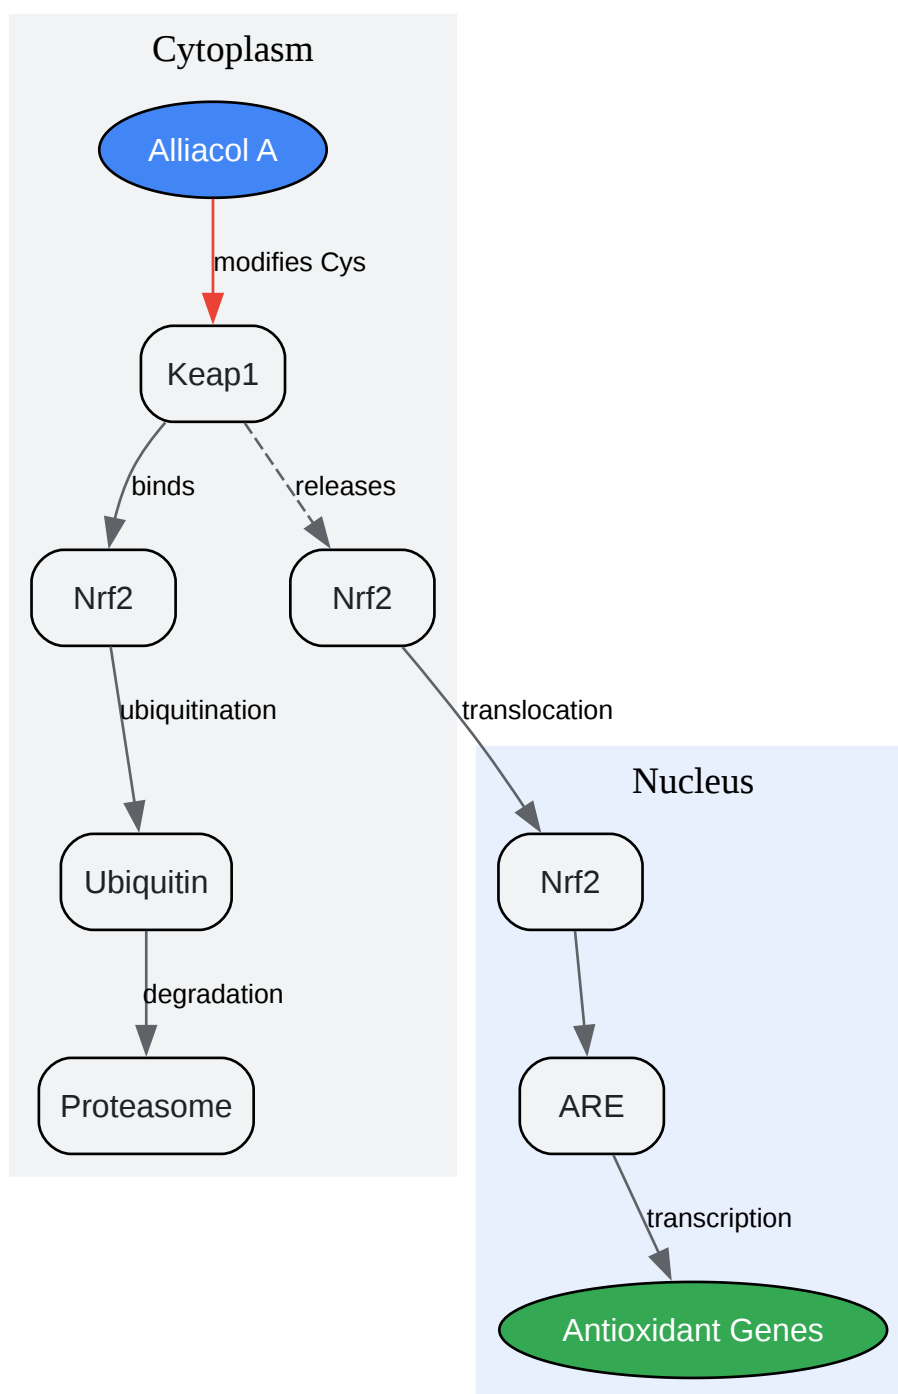 Cytoplasm
Alliacol A
modifies Cys
Keap1
binds
releases
Nrf2
Nrf2
ubiquitination
translocation
Nucleus
Ubiquitin
Nrf2
degradation
Proteasome
ARE
transcription
Antioxidant Genes